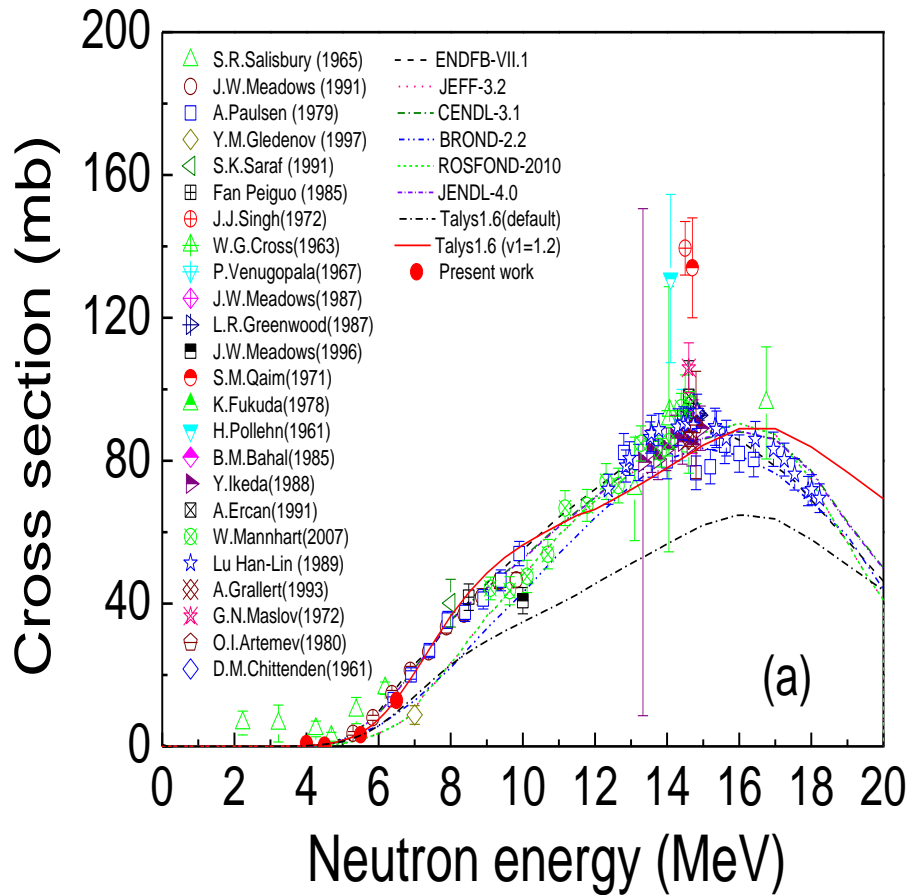 200
160
120
80
40
0
Cross section (mb)
S.R.Salisbury (1965)
J.W.Meadows (1991)
A.Paulsen (1979)
Y.M.Gledenov (1997)
S.K.Saraf (1991)
Fan Peiguo (1985)
J.J.Singh(1972)
W.G.Cross(1963)
P.Venugopala(1967)
J.W.Meadows(1987)
L.R.Greenwood(1987)
J.W.Meadows(1996)
S.M.Qaim(1971)
K.Fukuda(1978)
H.Pollehn(1961)
B.M.Bahal(1985)
Y.Ikeda(1988)
A.Ercan(1991)
W.Mannhart(2007)
Lu Han-Lin (1989)
A.Grallert(1993)
G.N.Maslov(1972)
O.I.Artemev(1980)
D.M.Chittenden(1961)
ENDFB-VII.1
JEFF-3.2
CENDL-3.1
BROND-2.2
ROSFOND-2010
JENDL-4.0
Talys1.6(default)
Talys1.6 (v1=1.2)
Present work
(a)
0 2 4 6 8 10 12 14 16 18 20
Neutron energy (MeV)